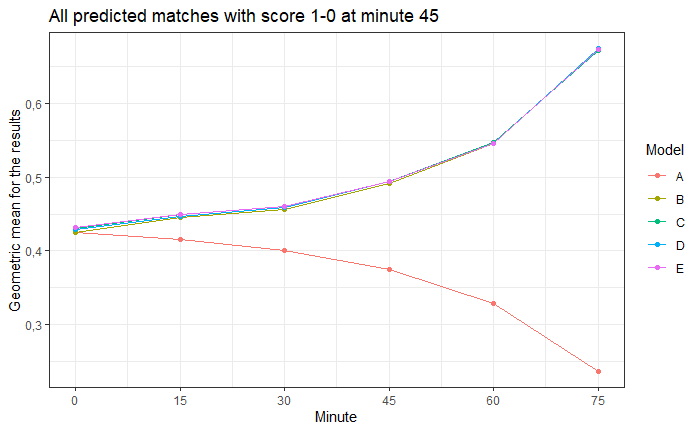 All predicted matches with score 1-0 at minute 45
Geometric mean for the results
0,6
0,5
0,4
0,3
0 15 30 45 60 75
Minute
Model
A
B
C
D
E